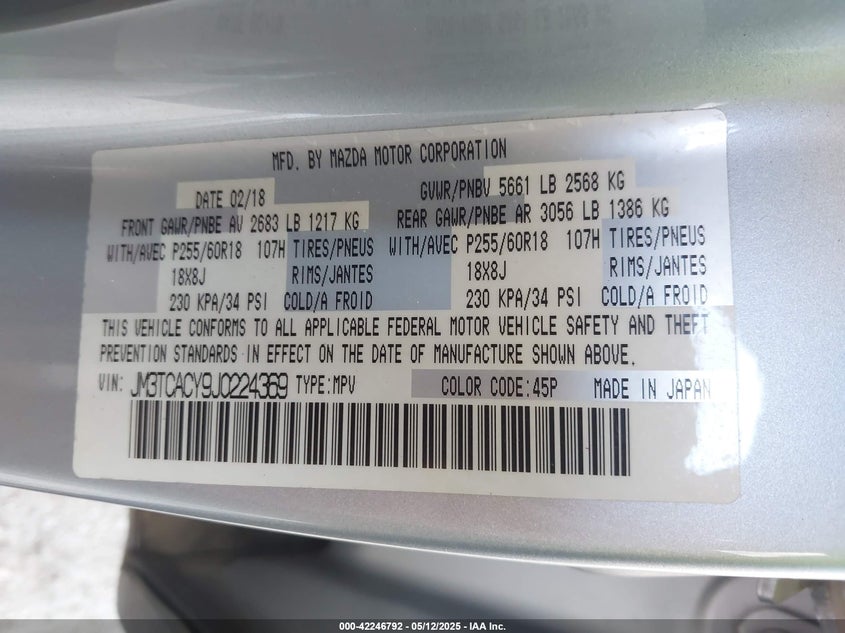 MFD. BY MAZDA MOTOR CORPORATION
DATE 02/18 GVWR/PNBV 5661 LB 2568 KG
FRONT GAWR/PNBE AV 2683 LB 1217 KG REAR GAWR/PNBE AR 3056 LB 1386 KG
WITH/AVEC P255/60R18 107H TIRES/PNEUS WITH/AVEC P255/60R18 107H TIRES/PNEUS
18X8J RIMS/JANTES 18X8J RIMS/JANTES
230 KPA/34 PSI COLD/A FROID 230 KPA/34 PSI COLD/A FROID
THIS VEHICLE CONFORMS TO ALL APPLICABLE FEDERAL MOTOR VEHICLE SAFETY AND THEFT
PREVENTION STANDARDS IN EFFECT ON THE DATE OF MANUFACTURE SHOWN ABOVE.
VIN: JM3TCACY9J0224369 TYPE:MPV COLOR CODE:45P MADE IN JAPAN
000-42246792 - 05/12/2025 - IAA Inc.